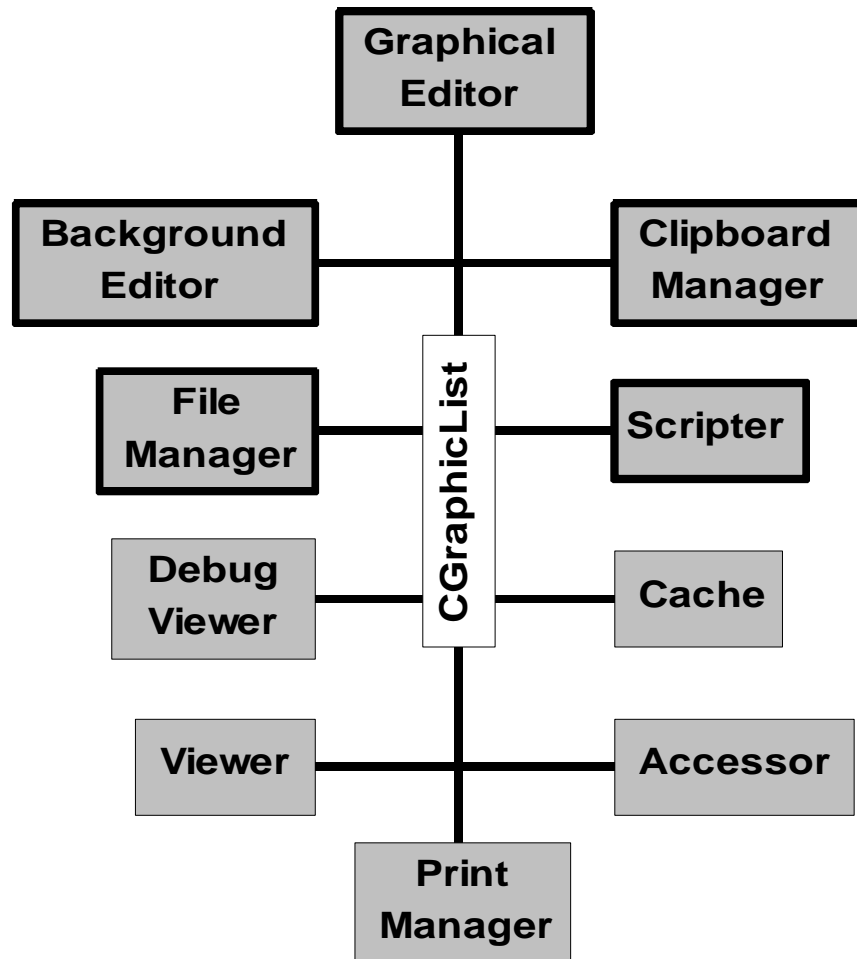 Graphical
Editor
Background
Editor
Clipboard
Manager
CGraphicList
File
Manager
Scripter
Debug
Viewer
Cache
Viewer
Accessor
Print
Manager